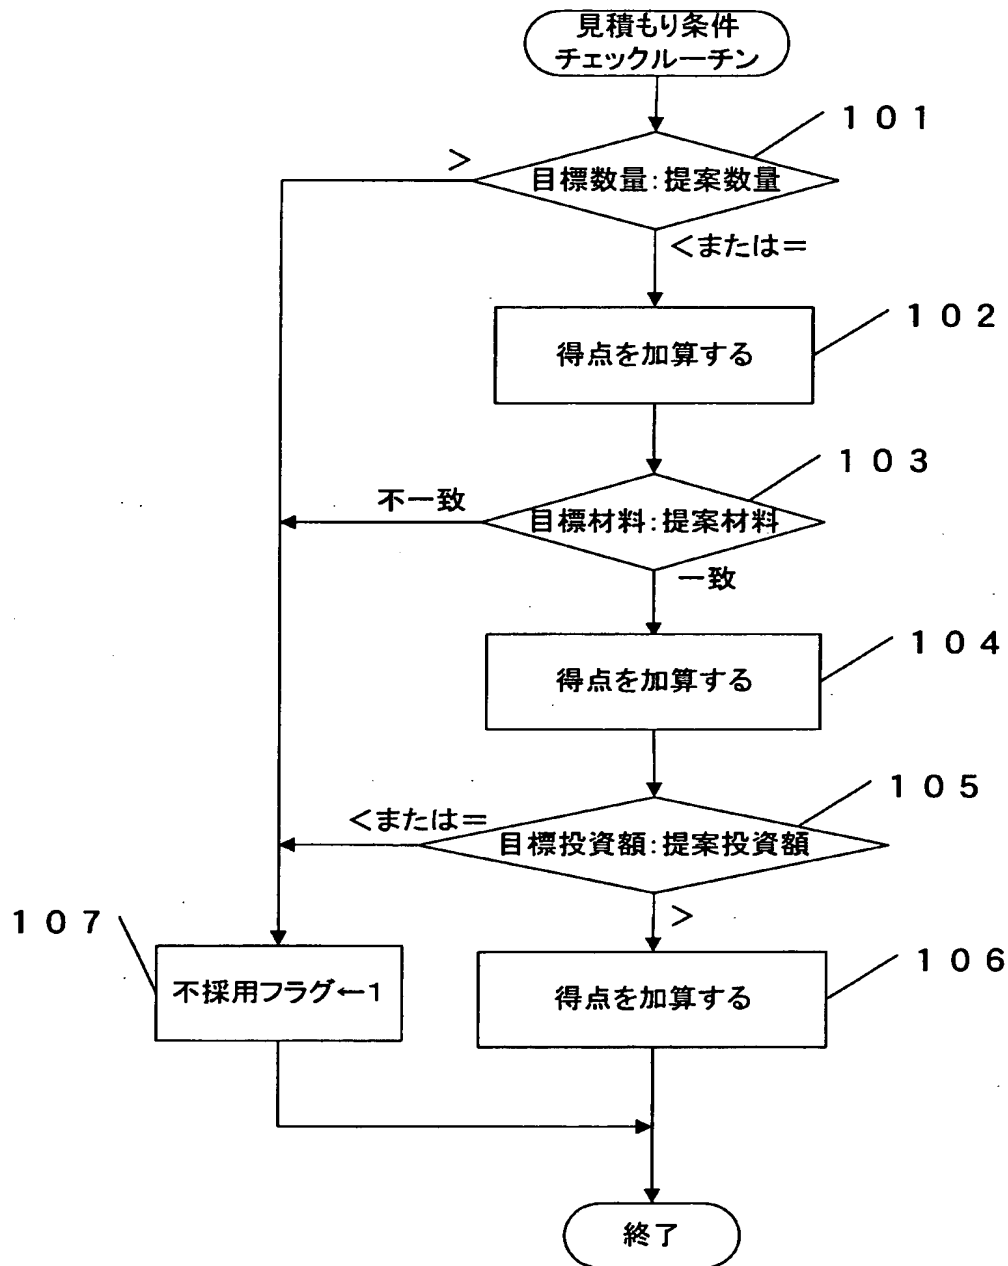 見積もり条件
チェックルーチン
１０１
＞
目標数量：提案数量
＜または＝
１０２
得点を加算する
１０３
不一致
目標材料：提案材料
一致
１０４
得点を加算する
１０５
＜または＝
目標投資額：提案投資額
＞
１０７
１０６
不採用フラグ←１
得点を加算する
終了